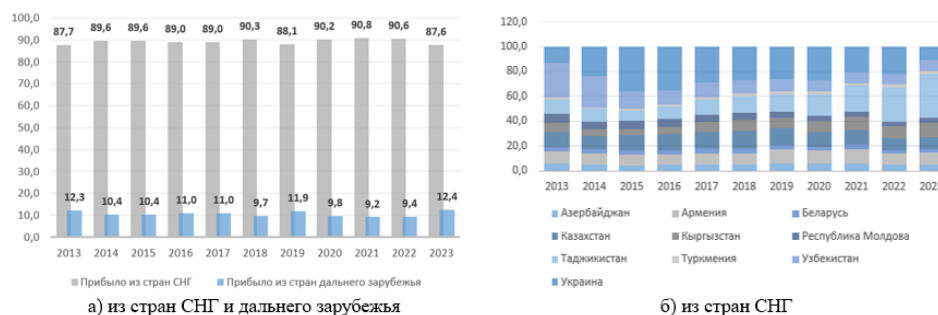 100,0
90,0
80,0
70,0
60,0
50,0
40,0
30,0
20,0
10,0
0,0
87,7 89,6 89,6 89,0 89,0 90,3 88,1 90,2 90,8 90,6 87,6
12,3 10,4 10,4 11,0 11,0 9,7 11,9 9,8 9,2 9,4 12,4
2013 2014 2015 2016 2017 2018 2019 2020 2021 2022 2023
Прибыло из стран СНГ Прибыло из стран дальнего зарубежья
а) из стран СНГ и дальнего зарубежья
120,0
100,0
80,0
60,0
40,0
20,0
0,0
2013 2014 2015 2016 2017 2018 2019 2020 2021 2022 202
Азербайджан Армения Беларусь
Казахстан Кыргызстан Республика Молдова
Таджикистан Туркмения Узбекистан
Украина
б) из стран СНГ